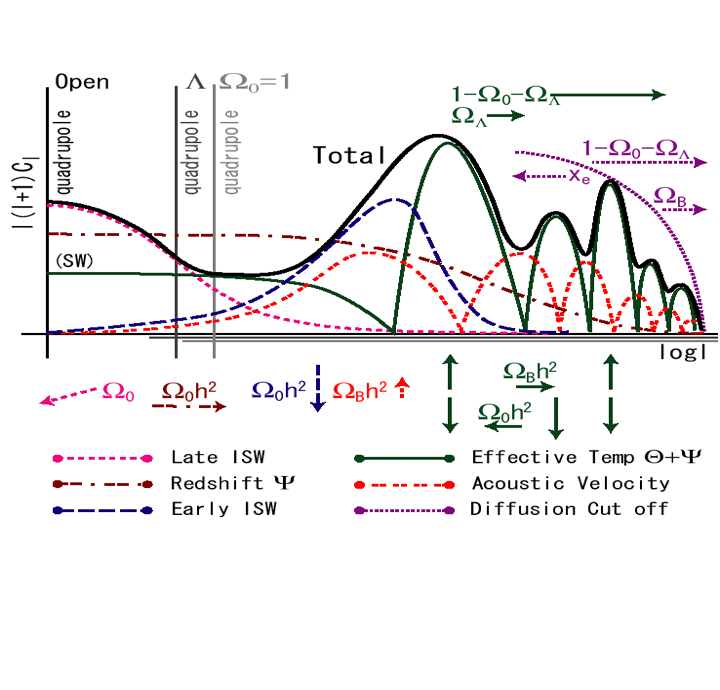 Open
Λ
Ω₀=1
quadrupole
quadrupole
quadrupole
l(l+1)Cl
Total
(SW)
1-Ω₀-ΩΛ
ΩΛ
1-Ω₀-ΩΛ
xe
ΩB
logl
Ω₀
Ω₀h²
Ω₀h²
ΩBh²
ΩBh²
Ω₀h²
Late ISW
Redshift Ψ
Early ISW
Effective Temp Θ+Ψ
Acoustic Velocity
Diffusion Cut off